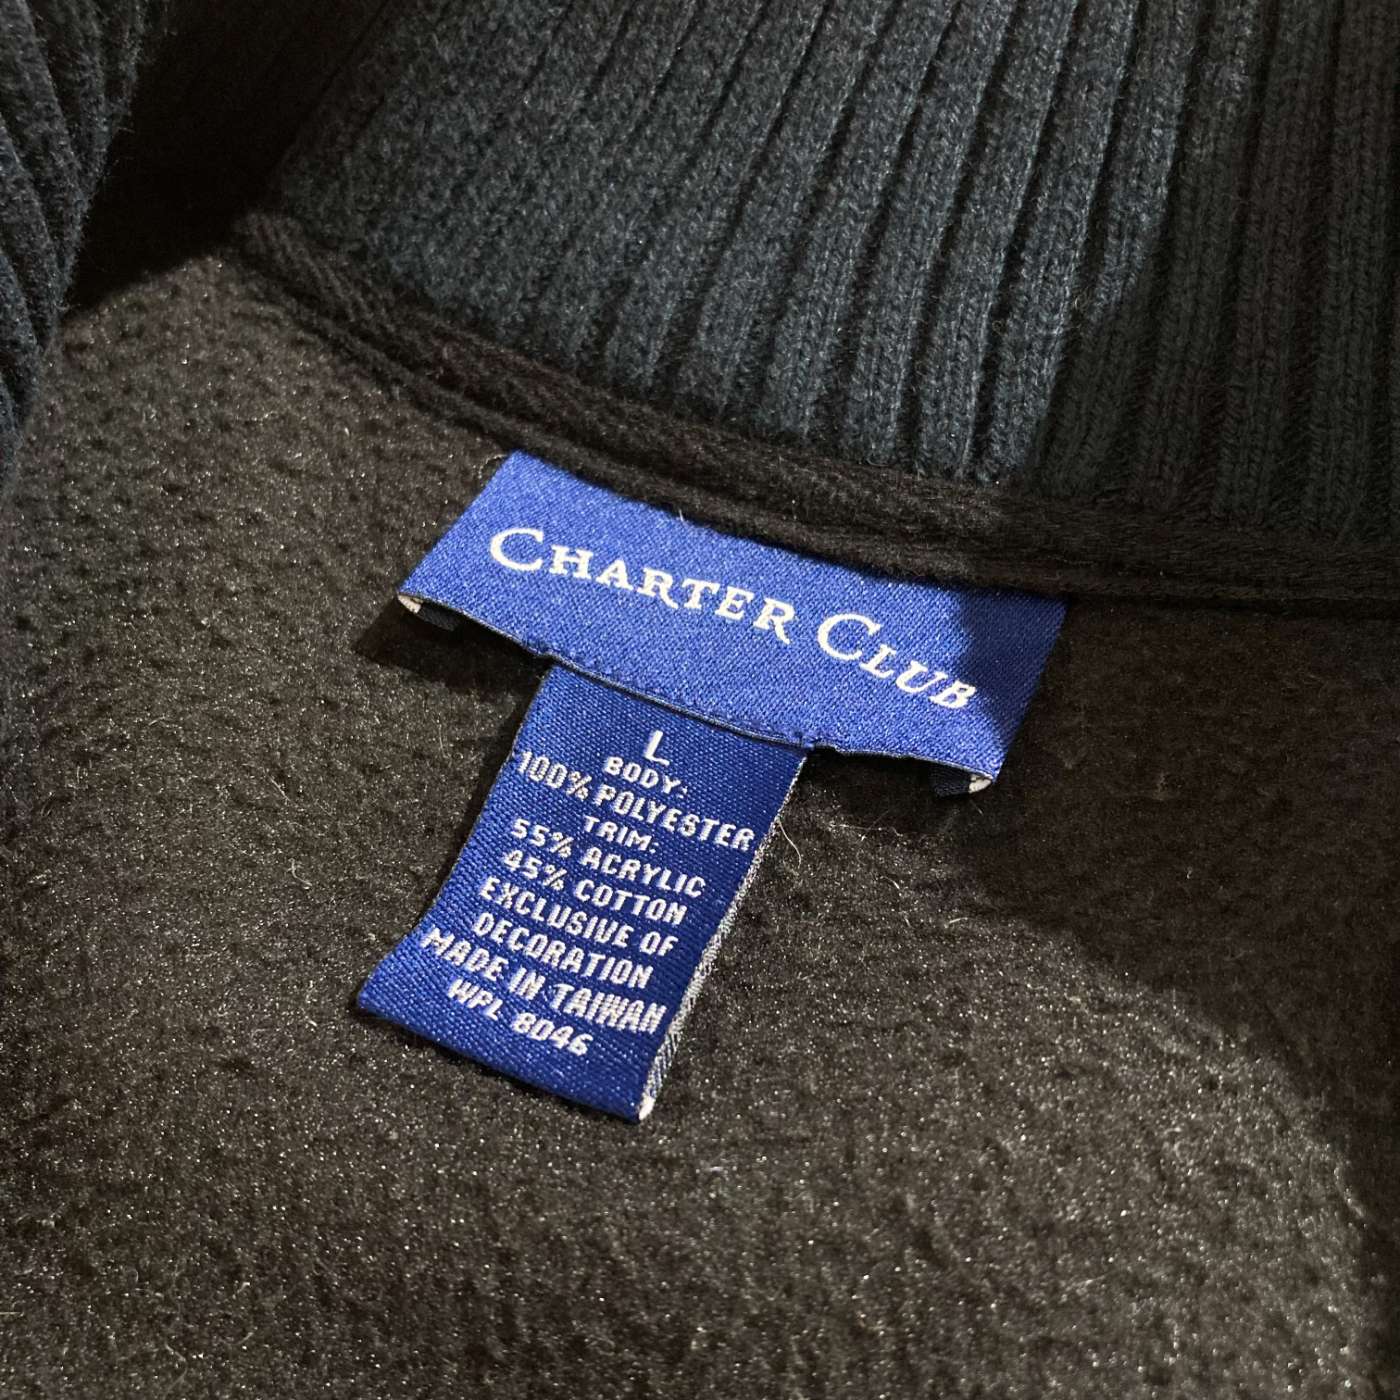 CHARTER CLUB
L
BODY:
100% POLYESTER
TRIM:
55% ACRYLIC
45% COTTON
EXCLUSIVE OF
DECORATION
MADE IN TAIWAN
WPL 8046